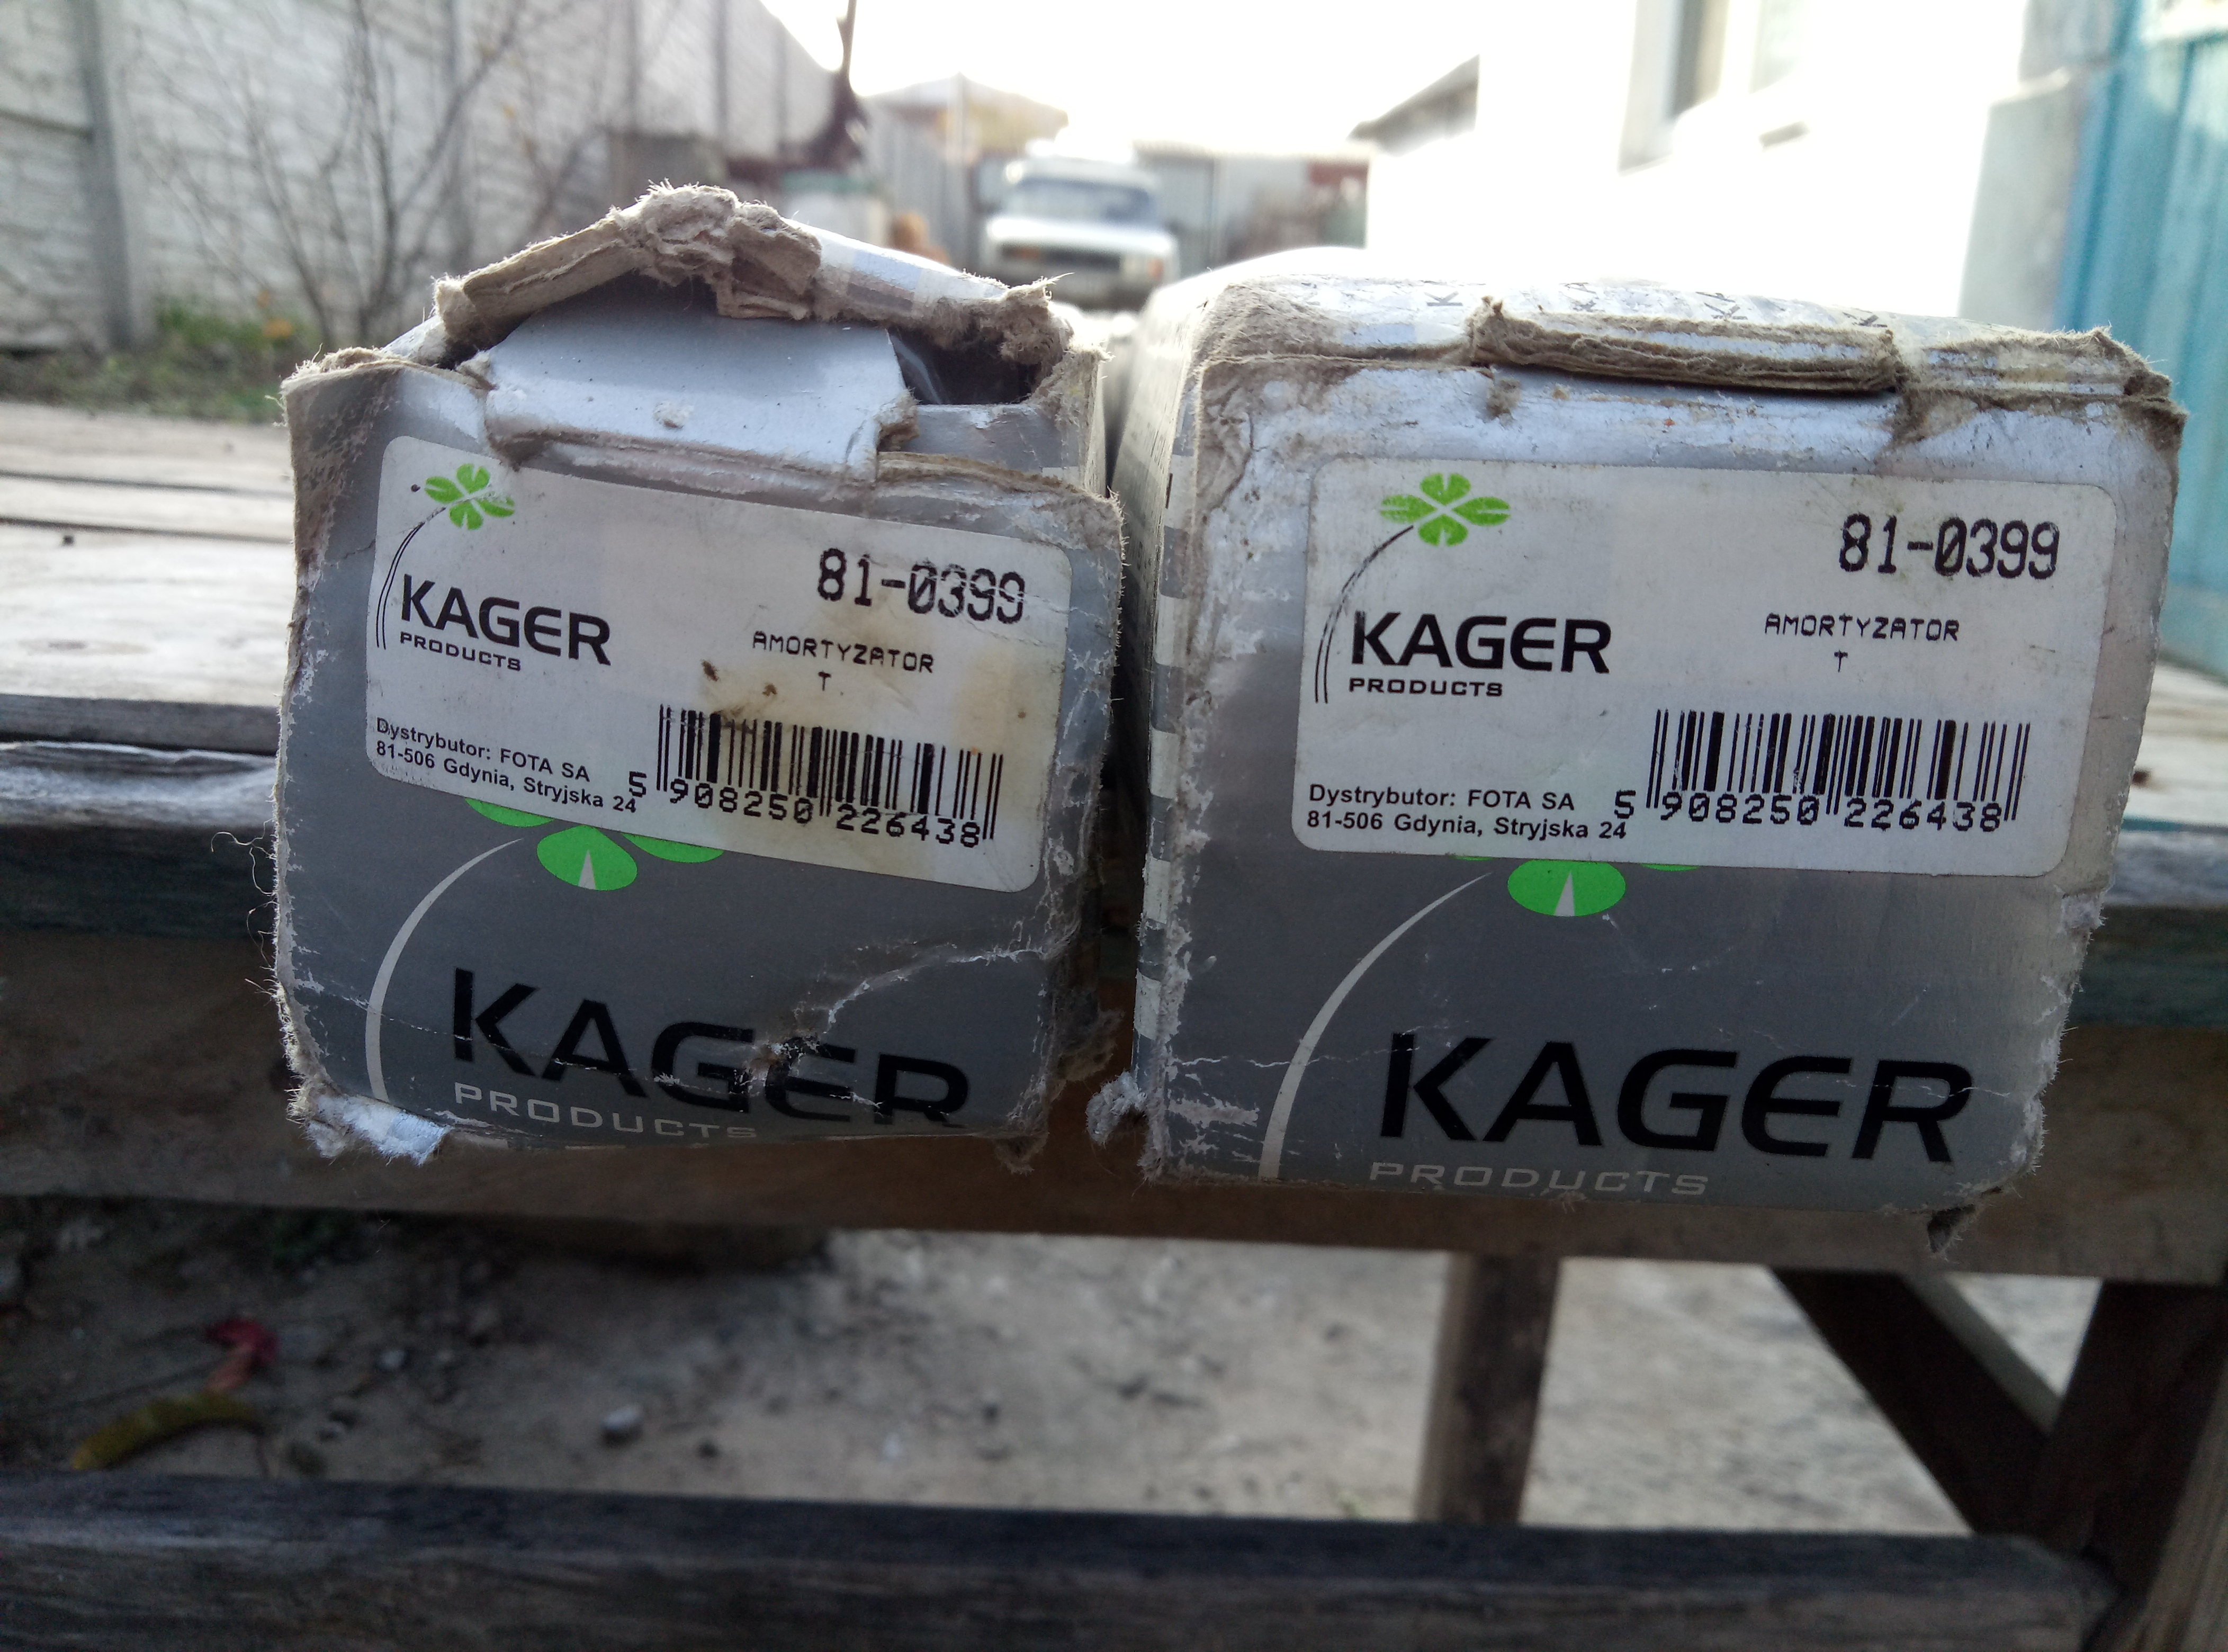 81-0399
KAGER
PRODUCTS
AMORTYZATOR
T
Dystrybutor: FOTA SA
81-506 Gdynia, Stryjska 24
5 908250 226438
KAGER
PRODUCTS
81-0399
KAGER
PRODUCTS
AMORTYZATOR
T
Dystrybutor: FOTA SA
81-506 Gdynia, Stryjska 24
5 908250 226438
KAGER
PRODUCTS